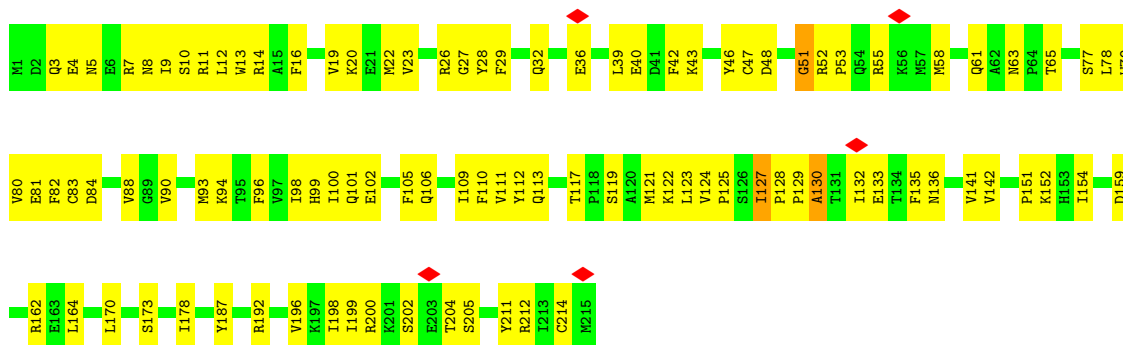 M1 D2 Q3 E4 N5 E6 R7 N8 I9 S10 R11 L12 W13 R14 A15 F16 V19 K20 E21 M22 V23 R26 G27 Y28 F29 Q32 E36 L39 E40 D41 F42 K43 Y46 C47 D48 G51 R52 P53 Q54 R55 K56 M57 M58 Q61 A62 N63 P64 T65 S77 L78
V80 E81 F82 C83 D84 V88 G89 V90 M93 K94 T95 F96 V97 I98 H99 I100 Q101 E102 F105 Q106 I109 F110 V111 Y112 Q113 T117 P118 S119 A120 M121 K122 L123 V124 P125 S126 I127 P128 P129 A130 T131 I132 E133 T134 F135 N136 V141 V142 P151 K152 H153 I154 D159
R162 E163 L164 L170 S173 I178 Y187 R192 V196 K197 I198 I199 R200 K201 S202 E203 T204 S205 Y211 R212 I213 C214 M215